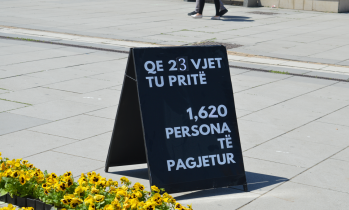 QE 23 VJET
TU PRITË
1,620
PERSONA
TË
PAGJETUR